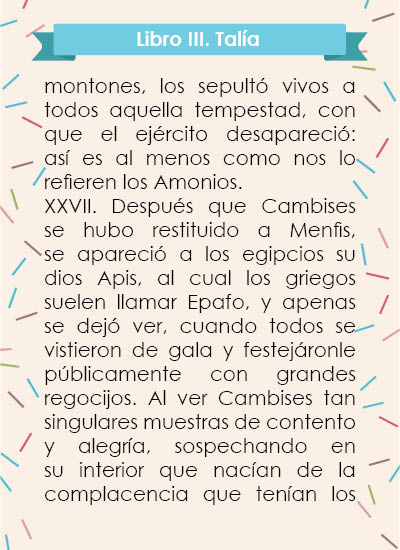 Libro III. Talía
montones, los sepultó vivos a
todos aquella tempestad, con
que el ejército desapareció:
así es al menos como nos lo
refieren los Amonios.
XXVII. Después que Cambises
se hubo restituido a Menfis,
se apareció a los egipcios su
dios Apis, al cual los griegos
suelen llamar Epafo, y apenas
se dejó ver, cuando todos se
vistieron de gala y festejáronle
públicamente con grandes
regocijos. Al ver Cambises tan
singulares muestras de contento
y alegría, sospechando en
su interior que nacían de la
complacencia que tenían los